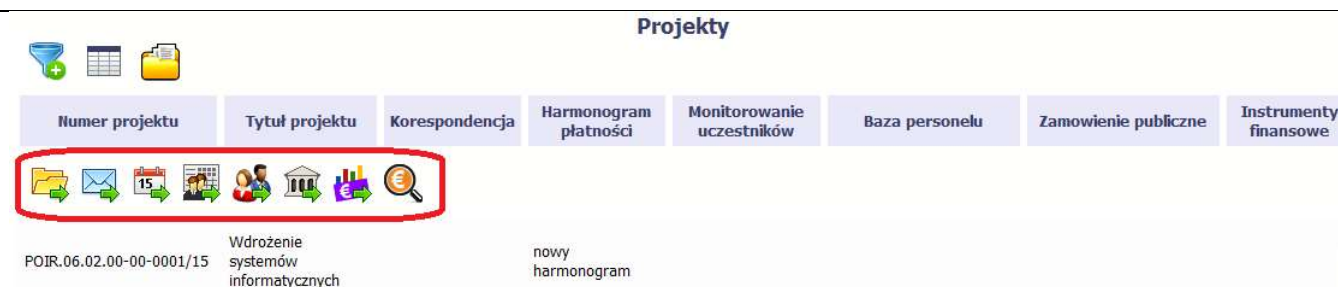 Projekty
Numer projektu
Tytuł projektu
Korespondencja
Harmonogram
płatności
Monitorowanie
uczestników
Baza personelu
Zamowienie publiczne
Instrumenty
finansowe
15
POIR.06.02.00-00-0001/15
Wdrożenie
systemów
informatycznych
nowy
harmonogram